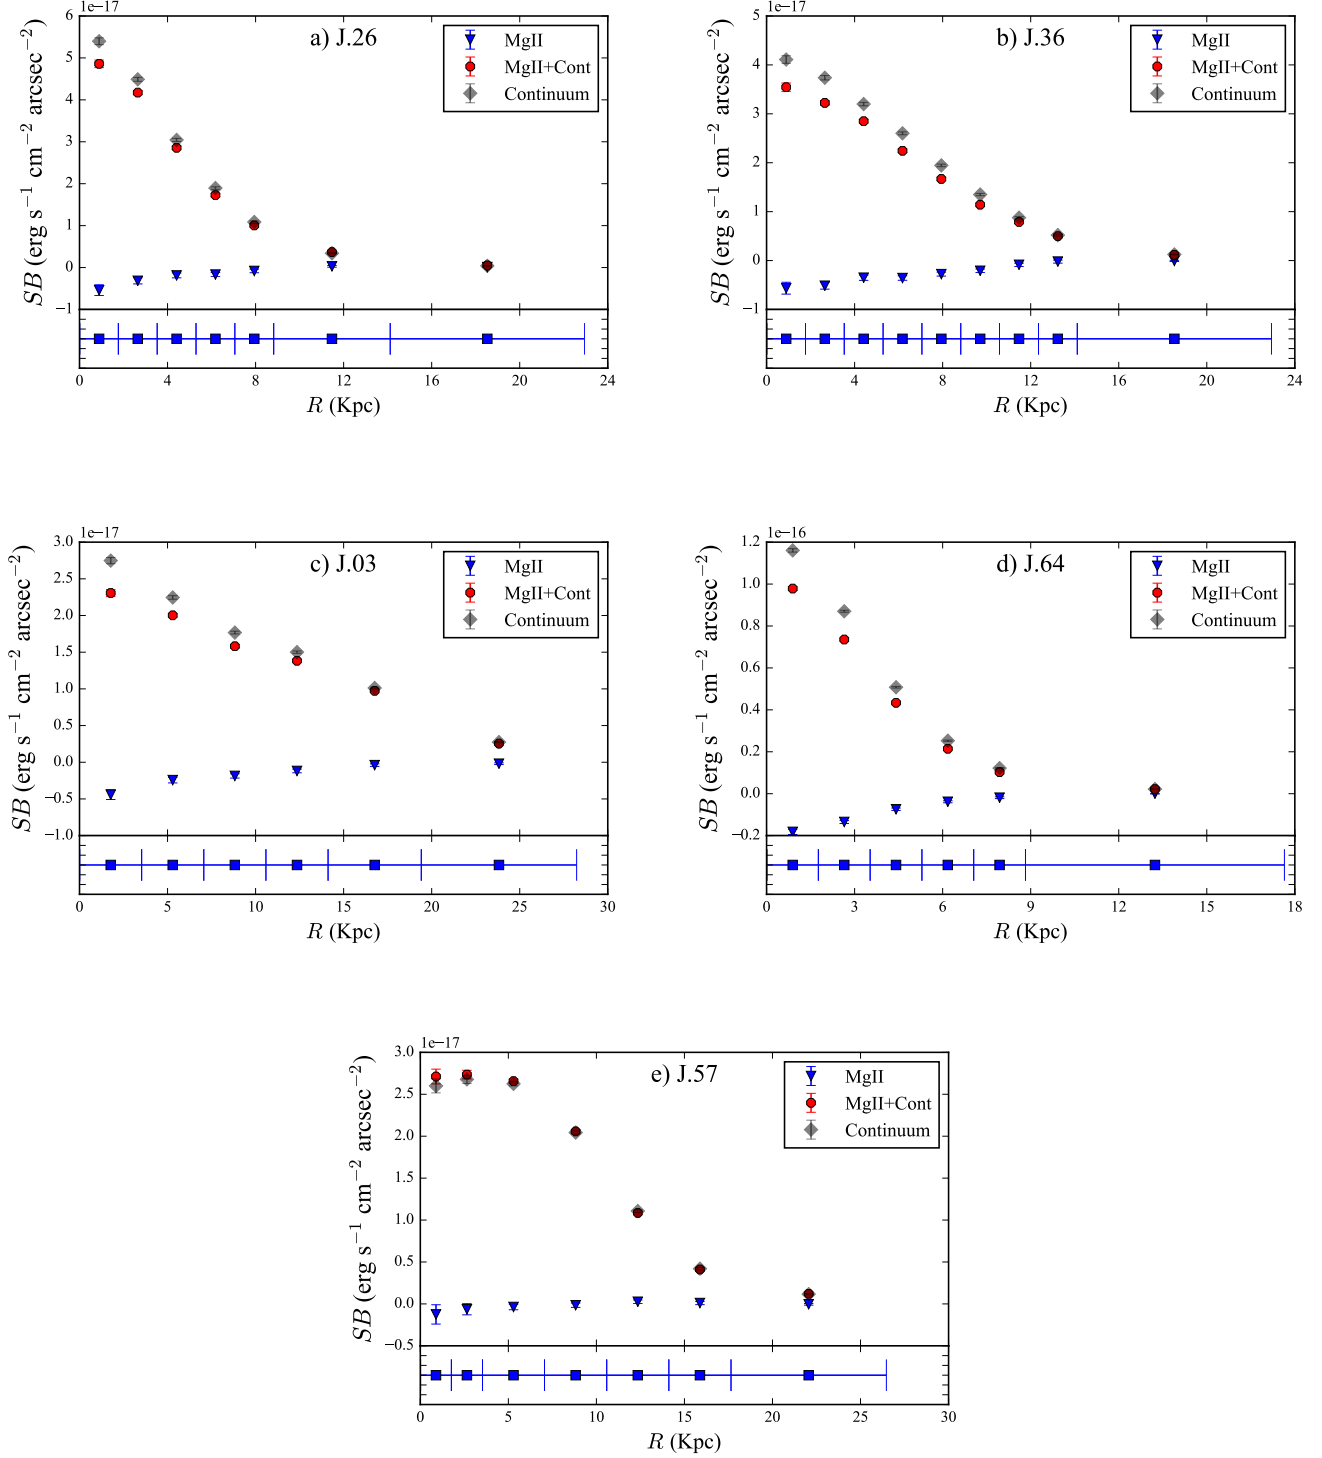 1e−17
a) J.26
MgII
MgII+Cont
Continuum
6
5
4
3
2
1
0
−1
SB (erg s−1 cm−2 arcsec−2)
0 4 8 12 16 20 24
R (Kpc)
1e−17
b) J.36
MgII
MgII+Cont
Continuum
5
4
3
2
1
0
−1
SB (erg s−1 cm−2 arcsec−2)
0 4 8 12 16 20 24
R (Kpc)
1e−17
c) J.03
MgII
MgII+Cont
Continuum
3.0
2.5
2.0
1.5
1.0
0.5
0.0
−0.5
−1.0
SB (erg s−1 cm−2 arcsec−2)
0 5 10 15 20 25 30
R (Kpc)
1e−16
d) J.64
MgII
MgII+Cont
Continuum
1.2
1.0
0.8
0.6
0.4
0.2
0.0
−0.2
SB (erg s−1 cm−2 arcsec−2)
0 3 6 9 12 15 18
R (Kpc)
1e−17
e) J.57
MgII
MgII+Cont
Continuum
3.0
2.5
2.0
1.5
1.0
0.5
0.0
−0.5
SB (erg s−1 cm−2 arcsec−2)
0 5 10 15 20 25 30
R (Kpc)